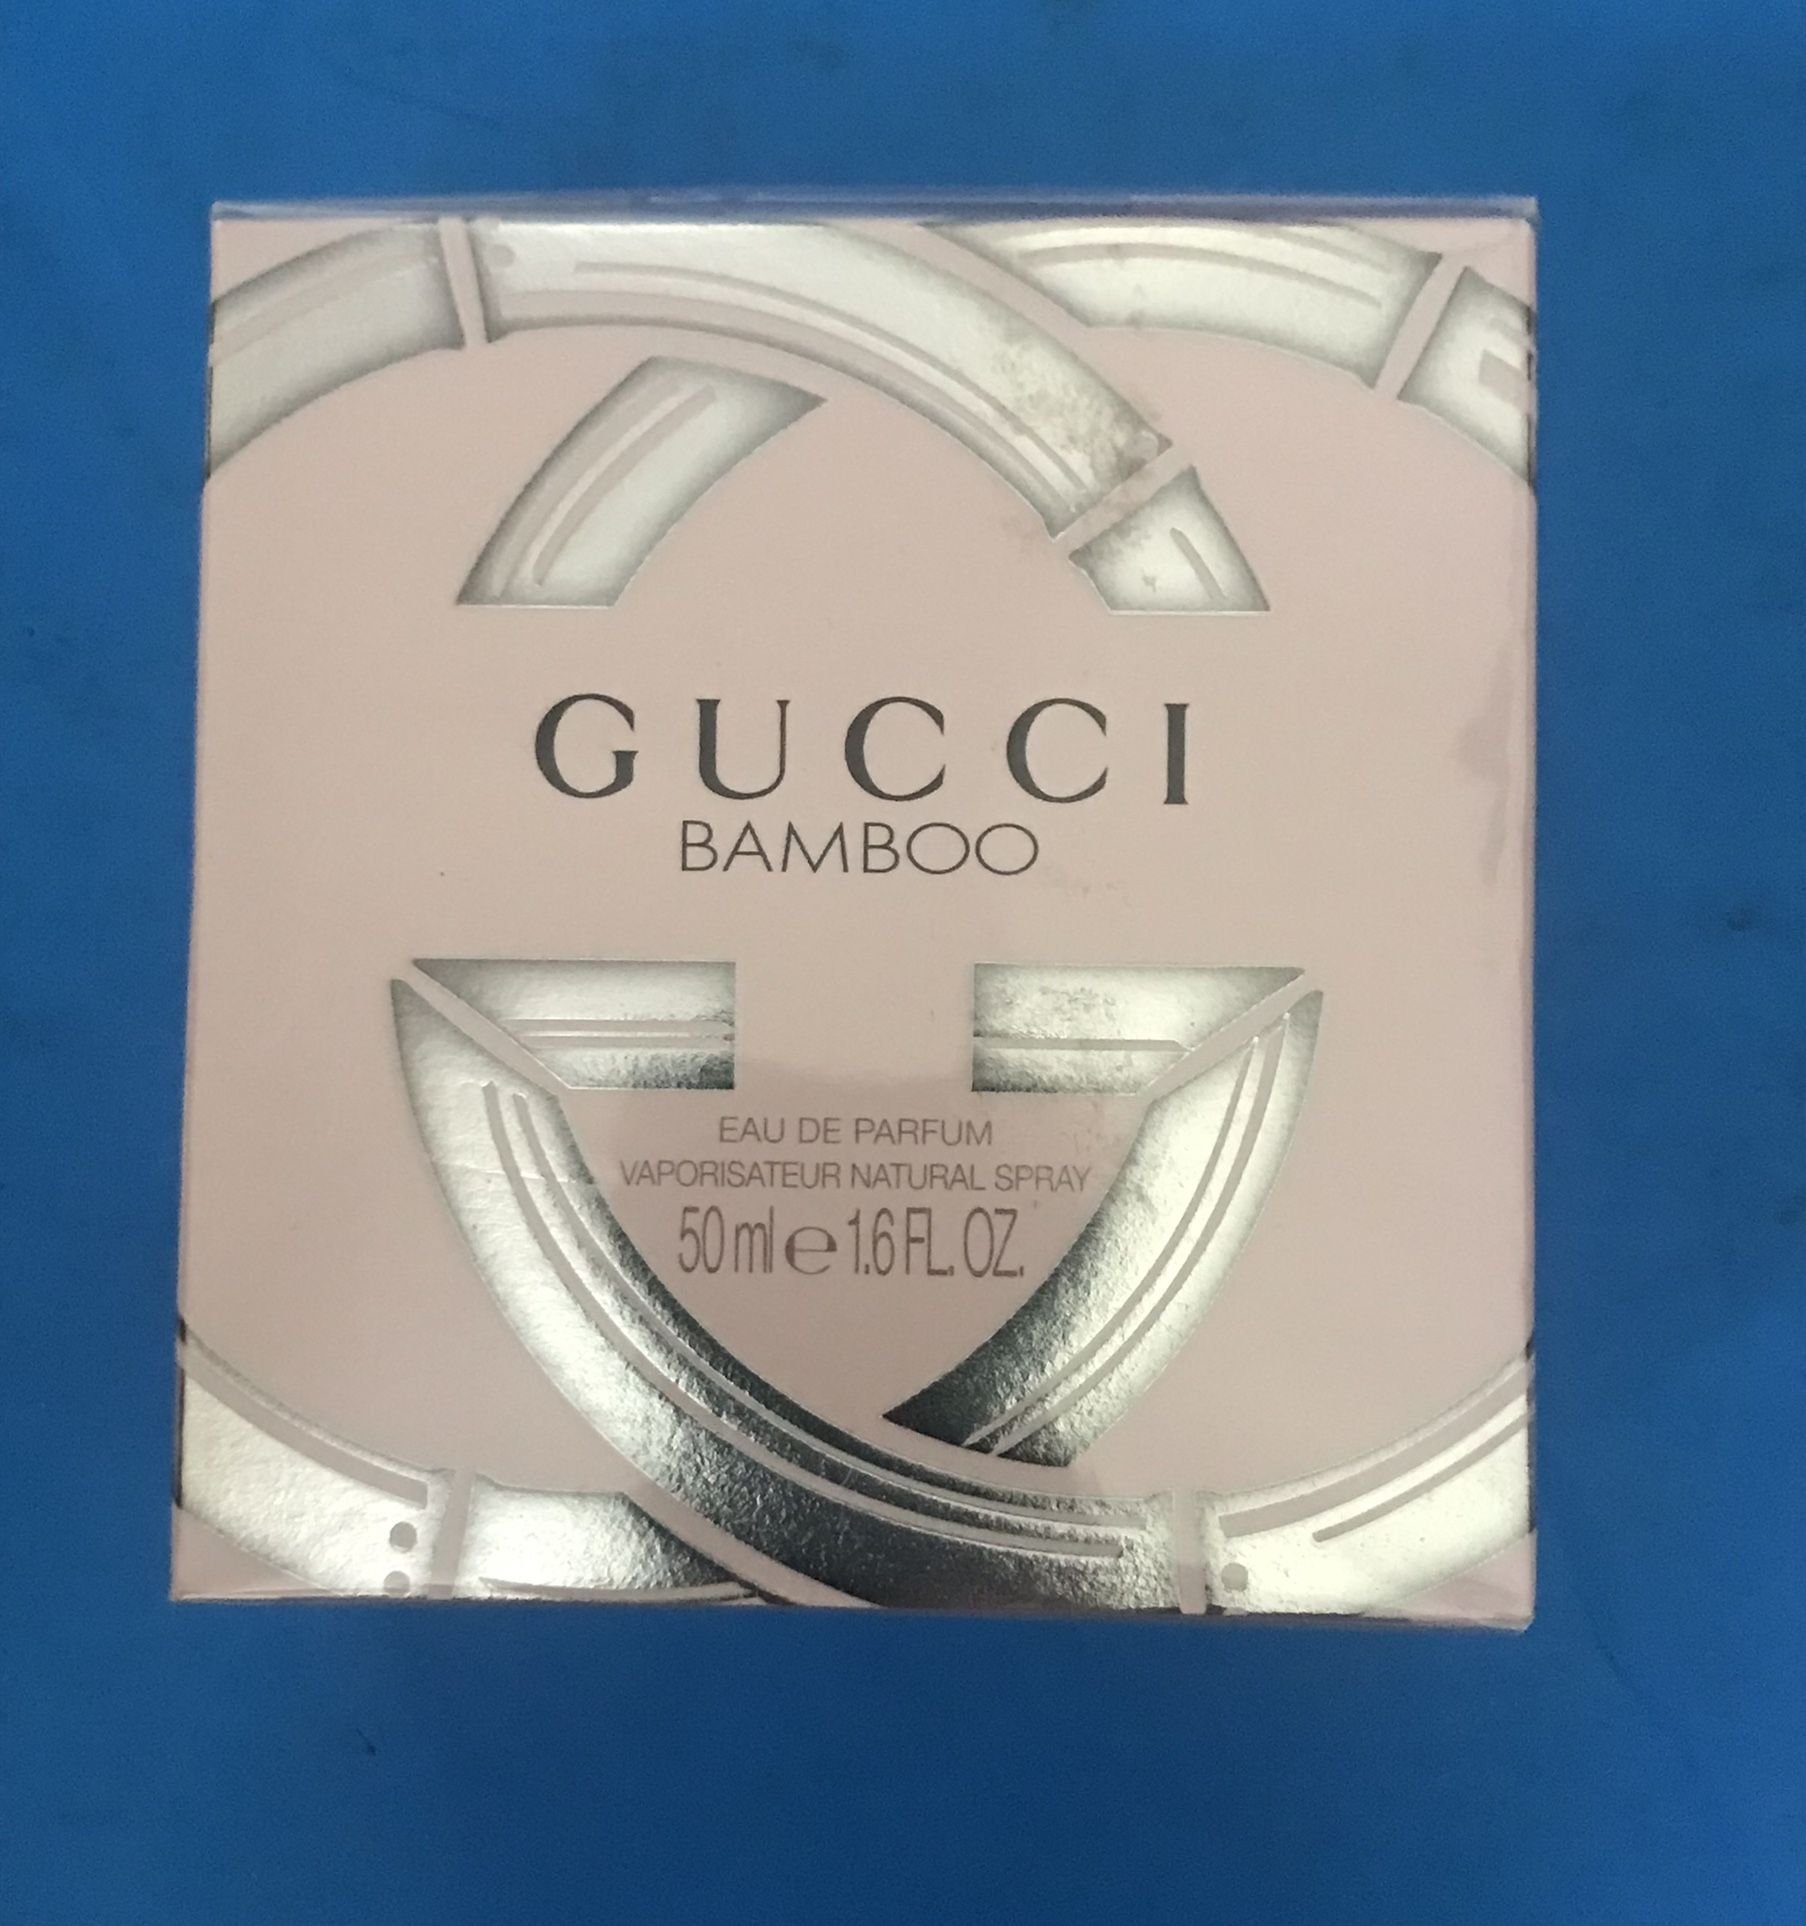 GUCCI
BAMBOO
EAU DE PARFUM
VAPORISATEUR NATURAL SPRAY
50 ml e 1.6 FL. OZ.